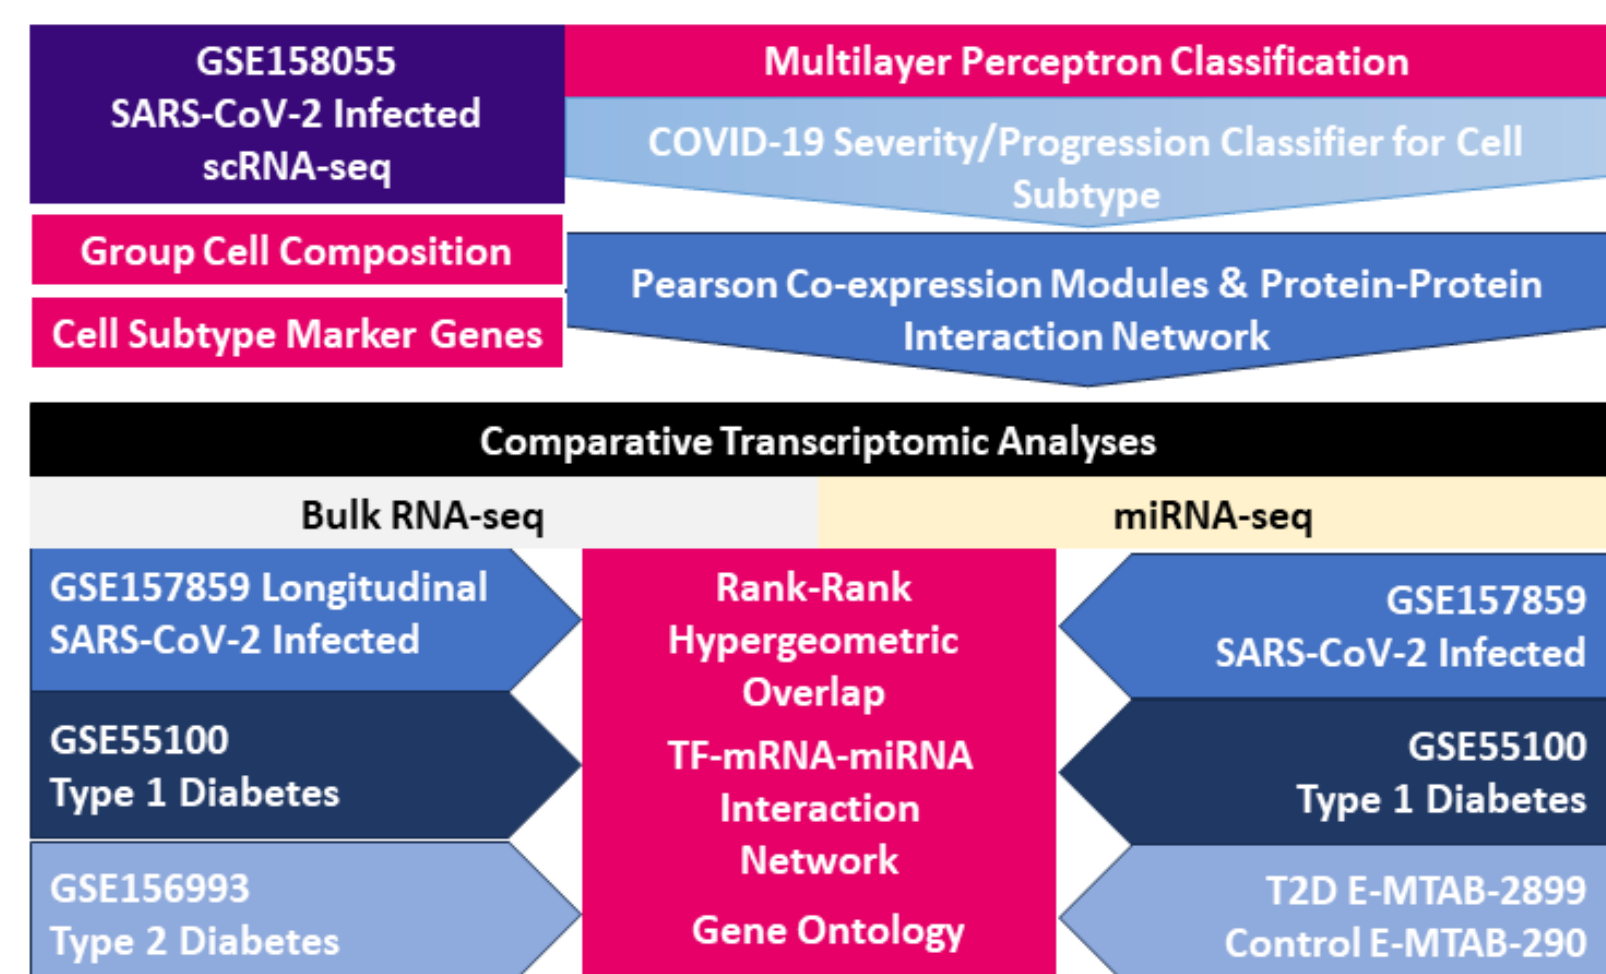 GSE158055
SARS-CoV-2 Infected
scRNA-seq
Multilayer Perceptron Classification
COVID-19 Severity/Progression Classifier for Cell
Subtype
Group Cell Composition
Cell Subtype Marker Genes
Pearson Co-expression Modules & Protein-Protein
Interaction Network
Comparative Transcriptomic Analyses
Bulk RNA-seq
miRNA-seq
GSE157859 Longitudinal
SARS-CoV-2 Infected
GSE55100
Type 1 Diabetes
GSE156993
Type 2 Diabetes
Rank-Rank
Hypergeometric
Overlap
TF-mRNA-miRNA
Interaction
Network
Gene Ontology
GSE157859
SARS-CoV-2 Infected
GSE55100
Type 1 Diabetes
T2D E-MTAB-2899
Control E-MTAB-290